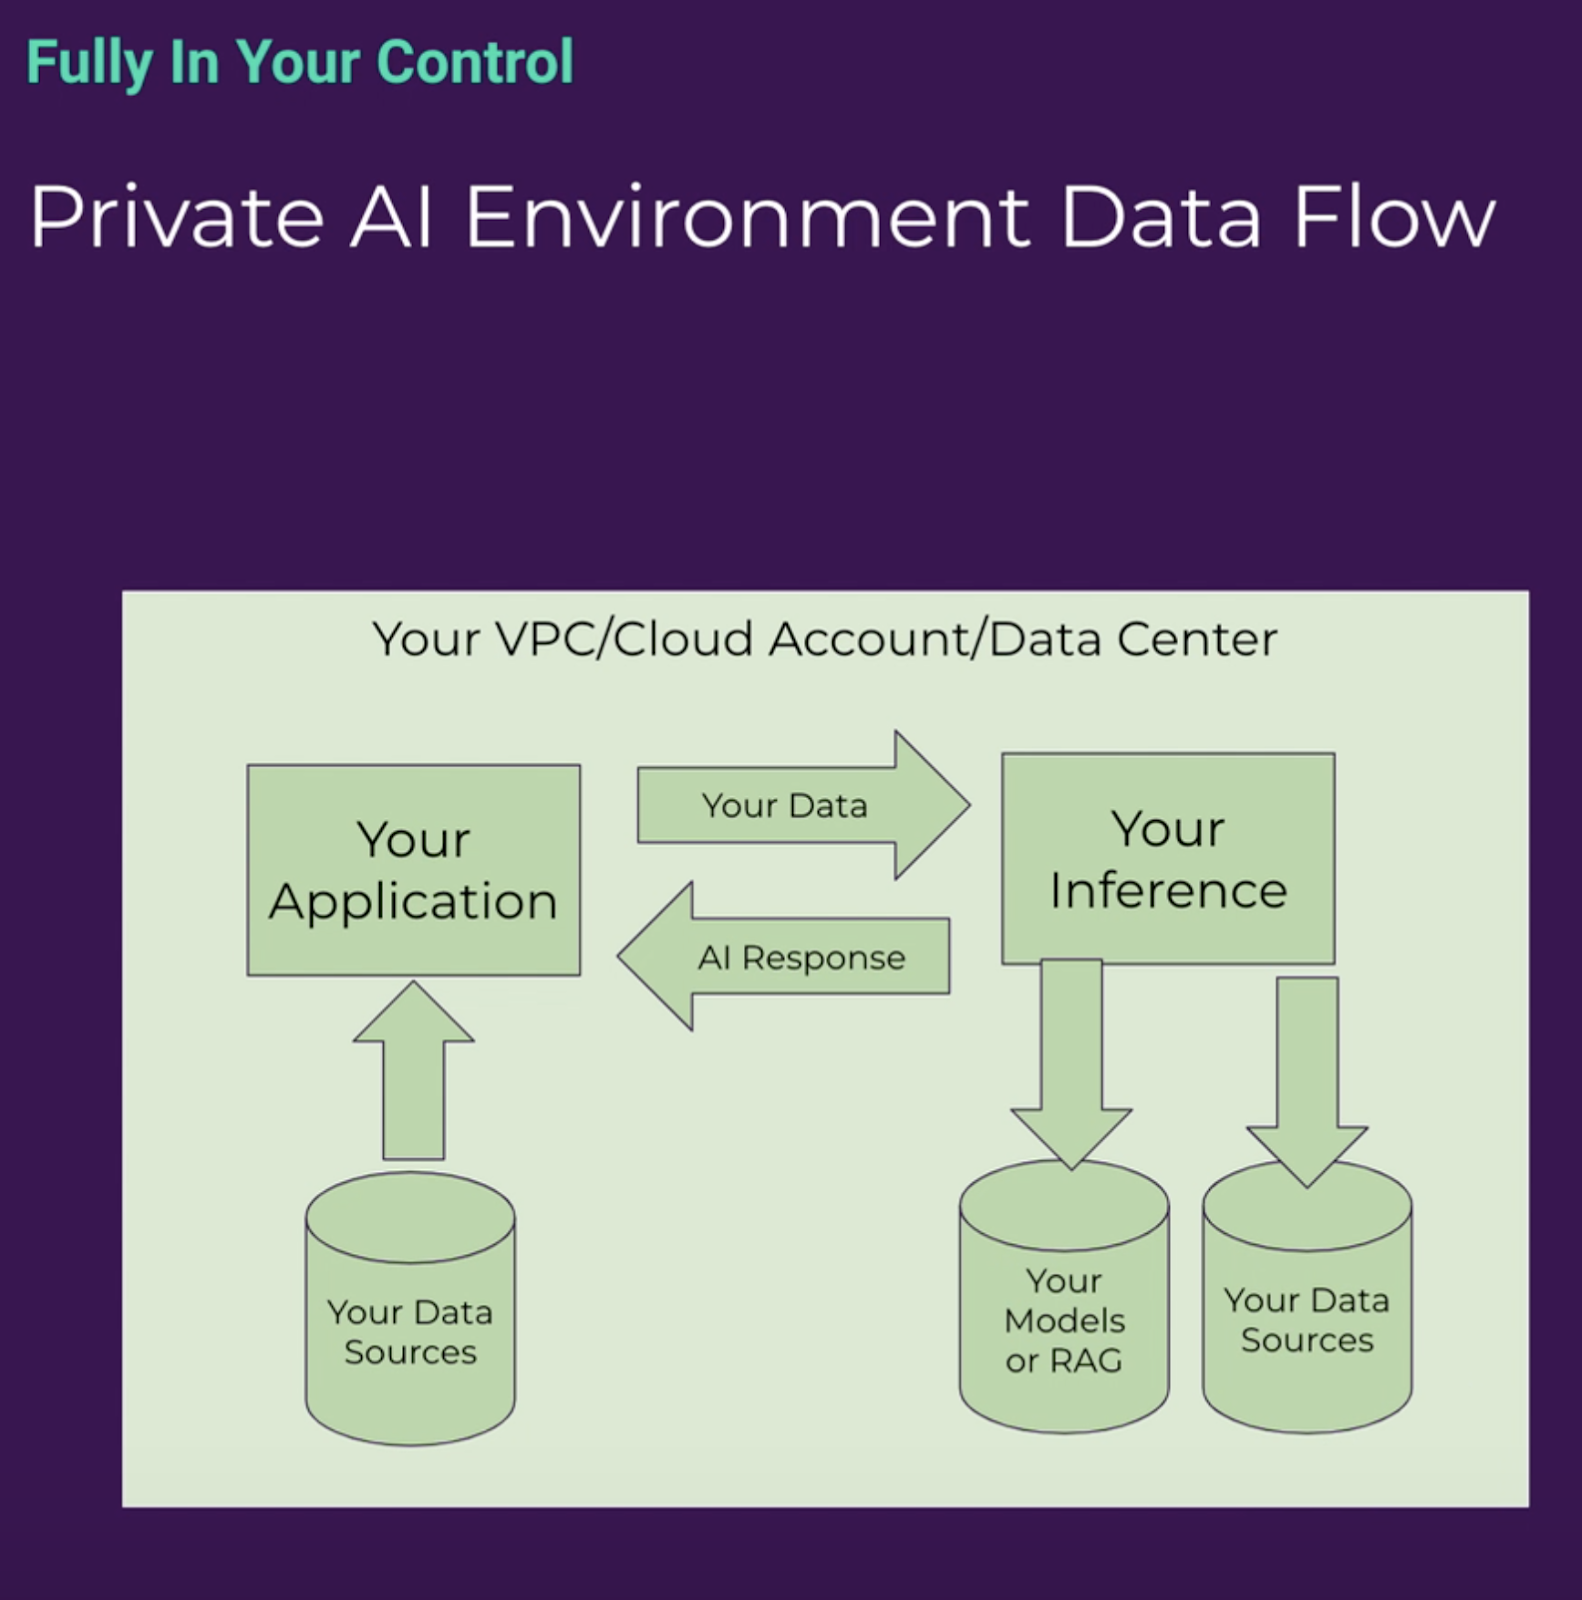 Fully In Your Control
Private AI Environment Data Flow
Your VPC/Cloud Account/Data Center
Your
Application
Your Data
AI Response
Your
Inference
Your Data
Sources
Your
Models
or RAG
Your Data
Sources